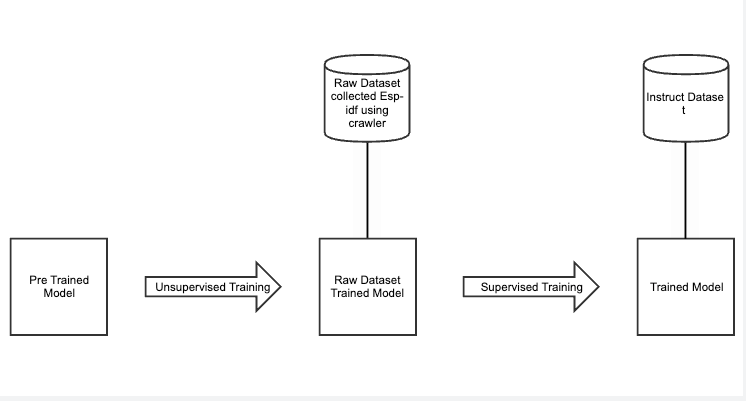 Raw Dataset
collected Esp-
idf using
crawler
Instruct Datase
t
Pre Trained
Model
Unsupervised Training
Raw Dataset
Trained Model
Supervised Training
Trained Model